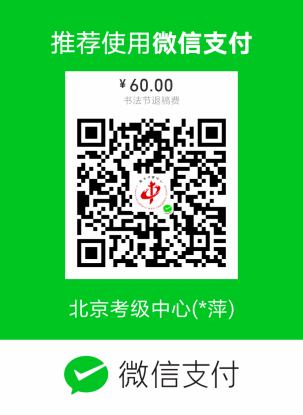 推荐使用微信支付
¥60.00
书法节退稿费
北京考级中心(*萍)
微信支付